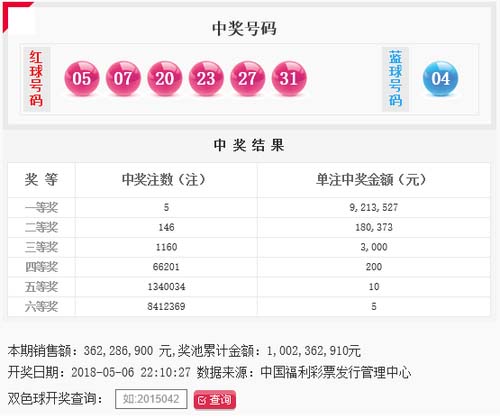 中奖号码
红球号码 05 07 20 23 27 31 蓝球号码 04
中 奖 结 果
奖 等 中奖注数（注） 单注中奖金额（元）
一等奖 5 9,213,527
二等奖 146 180,373
三等奖 1160 3,000
四等奖 66201 200
五等奖 1340034 10
六等奖 8412369 5
本期销售额：362,286,900 元,奖池累计金额：1,002,362,910元
开奖日期：2018-05-06 22:10:27 数据来源：中国福利彩票发行管理中心
双色球开奖查询： 如:2015042 查询